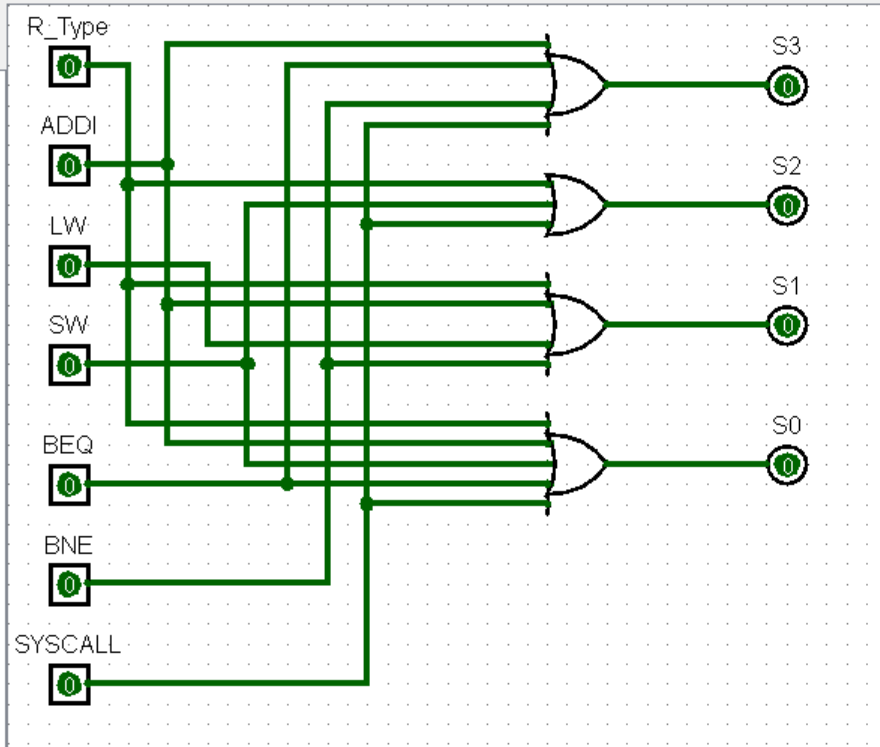 R_Type
0
ADDI
0
LW
0
SW
0
BEQ
0
BNE
0
SYSCALL
0
S3
0
S2
0
S1
0
S0
0